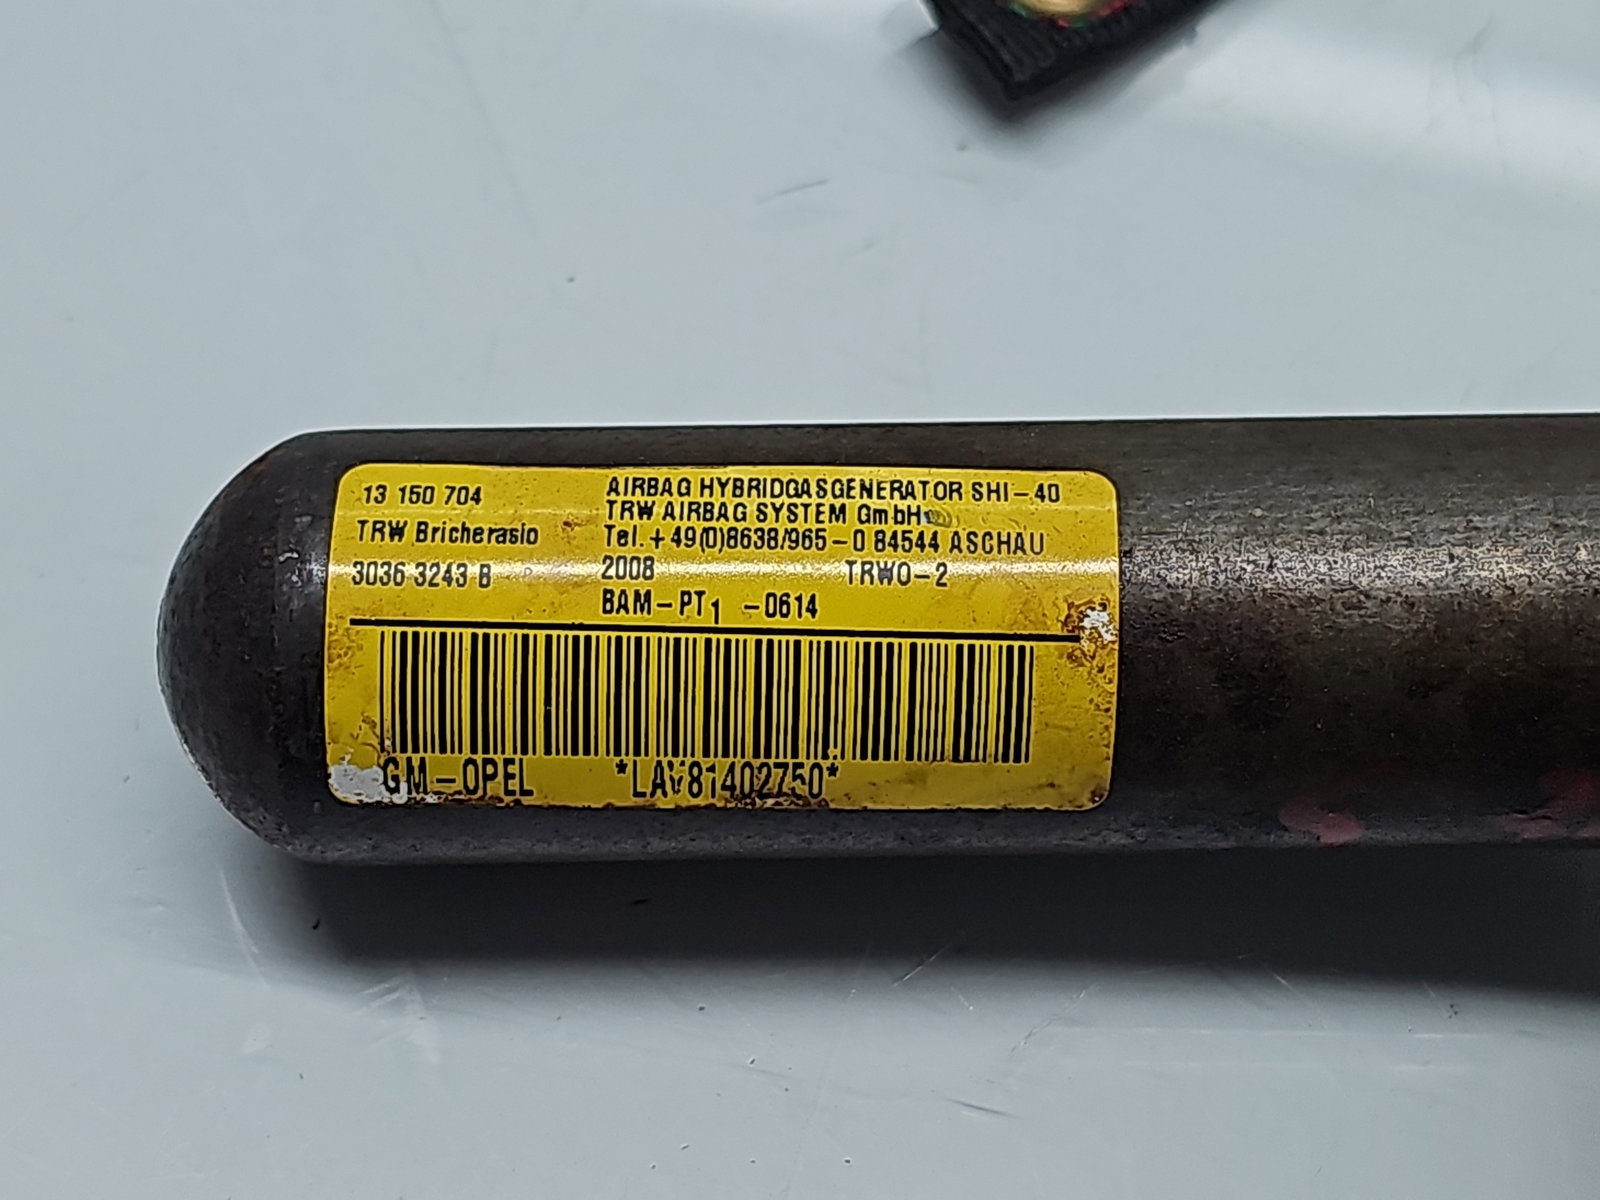 13 150 704
TRW Bricherasio
3036 3243 B
AIRBAG HYBRIDGASGENERATOR SHI-40
TRW AIRBAG SYSTEM GmbH
Tel.+49(0)8638/965-0 84544 ASCHAU
2008 TRWO-2
BAM-PT1 -0614
GM-OPEL *LAV81402750*